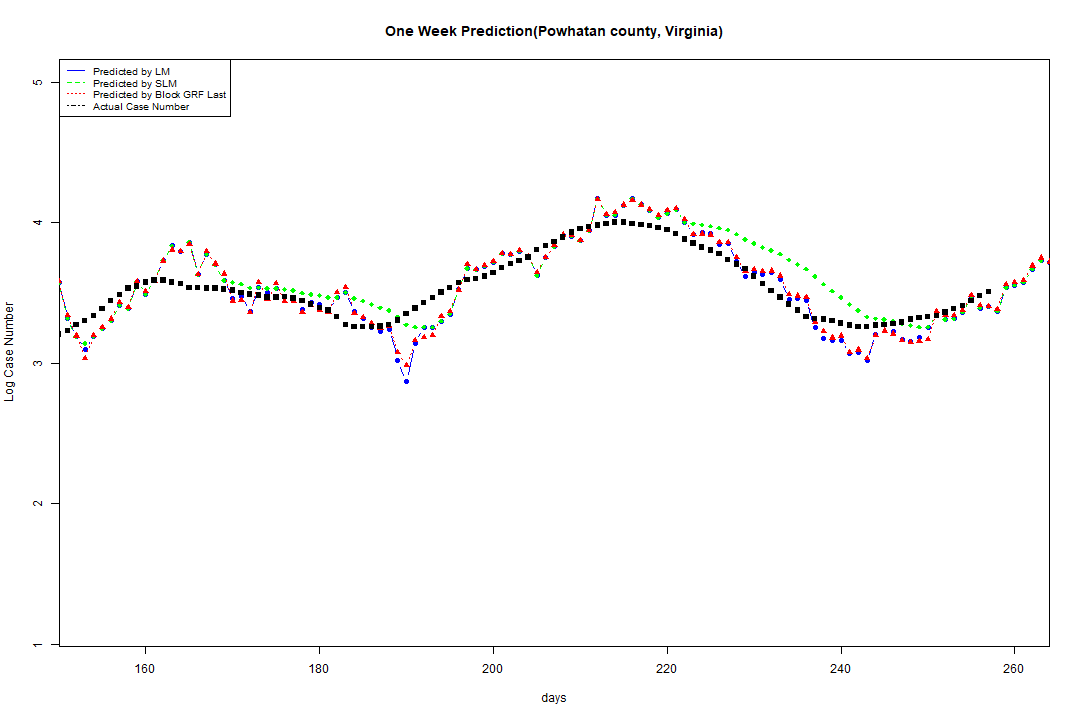 One Week Prediction(Powhatan county, Virginia)
Predicted by LM
Predicted by SLM
Predicted by Block GRF Last
Actual Case Number
5
4
3
2
1
Log Case Number
160 180 200 220 240 260
days